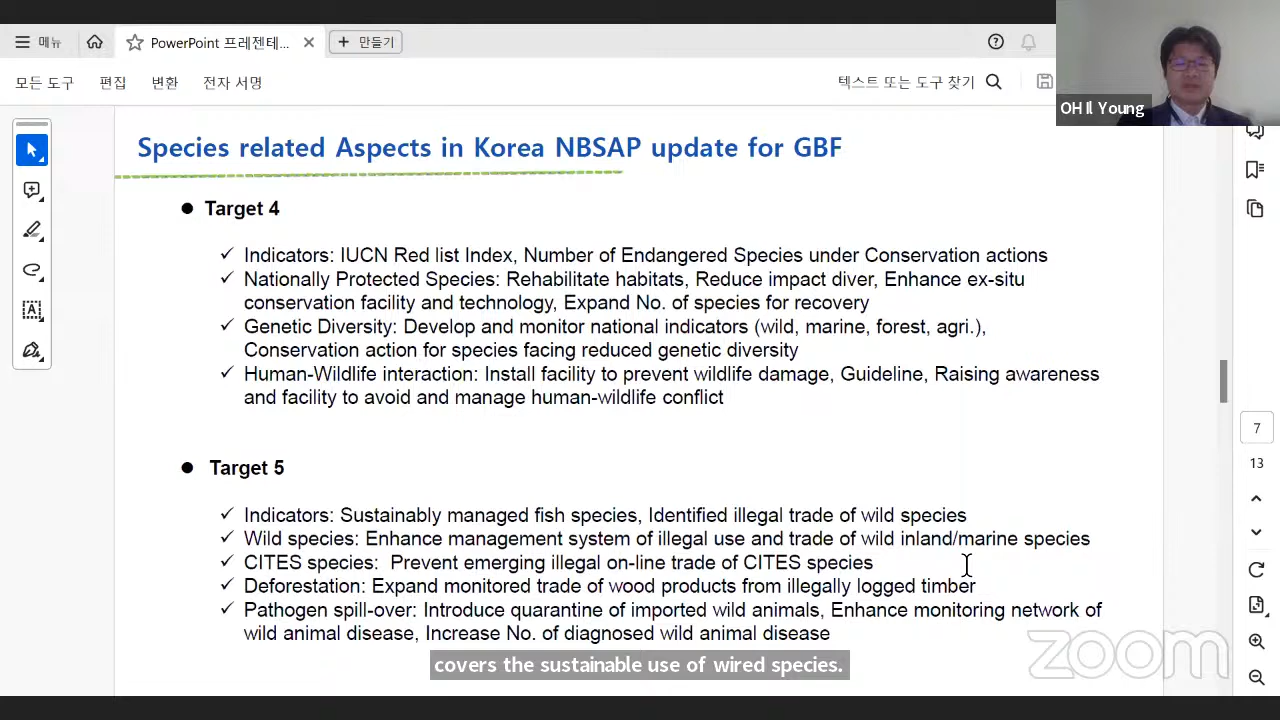 메뉴
PowerPoint 프레젠테...
만들기
모든 도구
편집
변환
전자 서명
텍스트 또는 도구 찾기
OH Il Young
Species related Aspects in Korea NBSAP update for GBF
● Target 4
✓ Indicators: IUCN Red list Index, Number of Endangered Species under Conservation actions
✓ Nationally Protected Species: Rehabilitate habitats, Reduce impact diver, Enhance ex-situ
conservation facility and technology, Expand No. of species for recovery
✓ Genetic Diversity: Develop and monitor national indicators (wild, marine, forest, agri.),
Conservation action for species facing reduced genetic diversity
✓ Human-Wildlife interaction: Install facility to prevent wildlife damage, Guideline, Raising awareness
and facility to avoid and manage human-wildlife conflict
● Target 5
✓ Indicators: Sustainably managed fish species, Identified illegal trade of wild species
✓ Wild species: Enhance management system of illegal use and trade of wild inland/marine species
✓ CITES species: Prevent emerging illegal on-line trade of CITES species
✓ Deforestation: Expand monitored trade of wood products from illegally logged timber
✓ Pathogen spill-over: Introduce quarantine of imported wild animals, Enhance monitoring network of
wild animal disease, Increase No. of diagnosed wild animal disease
covers the sustainable use of wired species.
zoom
7
13